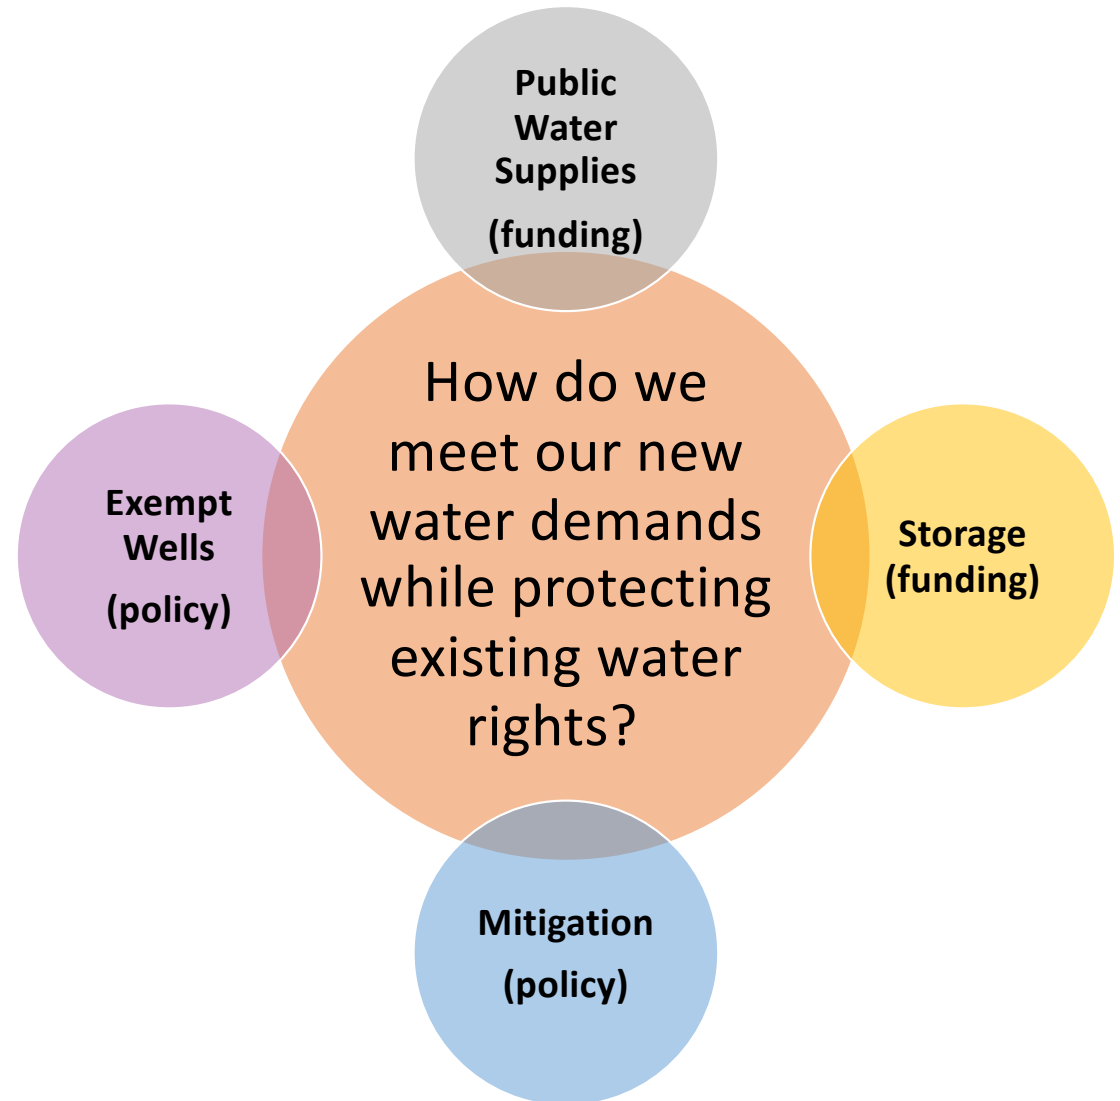 Public
Water
Supplies
(funding)
How do we
meet our new
water demands
while protecting
existing water
rights?
Exempt
Wells
(policy)
Storage
(funding)
Mitigation
(policy)